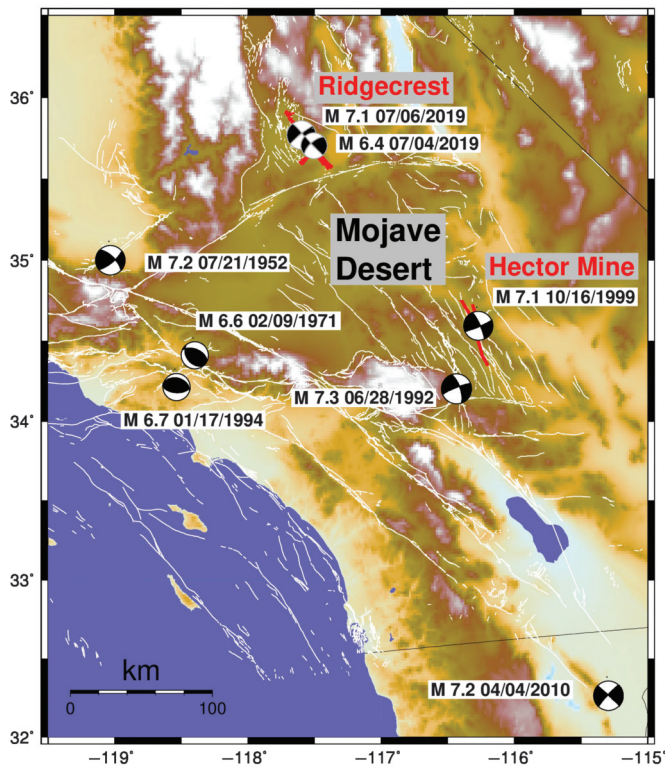 36°
Ridgecrest
M 7.1 07/06/2019
M 6.4 07/04/2019
Mojave
Desert
35°
M 7.2 07/21/1952
Hector Mine
M 7.1 10/16/1999
M 6.6 02/09/1971
M 7.3 06/28/1992
34°
M 6.7 01/17/1994
33°
km
0 100
M 7.2 04/04/2010
32°
−119° −118° −117° −116° −115°